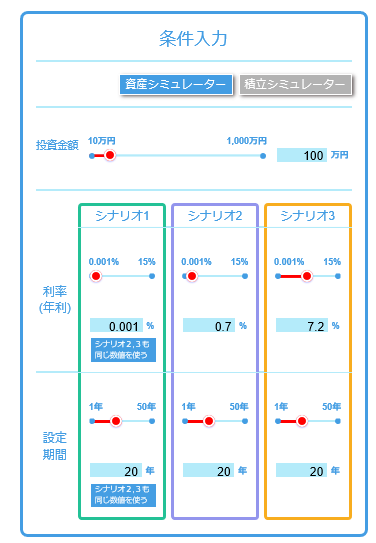 条件入力
資産シミュレーター 積立シミュレーター
投資金額 10万円 1,000万円 100 万円
シナリオ1 シナリオ2 シナリオ3
0.001% 15% 0.001% 15% 0.001% 15%
利率
(年利)
0.001 % 0.7 % 7.2 %
シナリオ2,3も
同じ数値を使う
1年 50年 1年 50年 1年 50年
設定
期間
20 年 20 年 20 年
シナリオ2,3も
同じ数値を使う